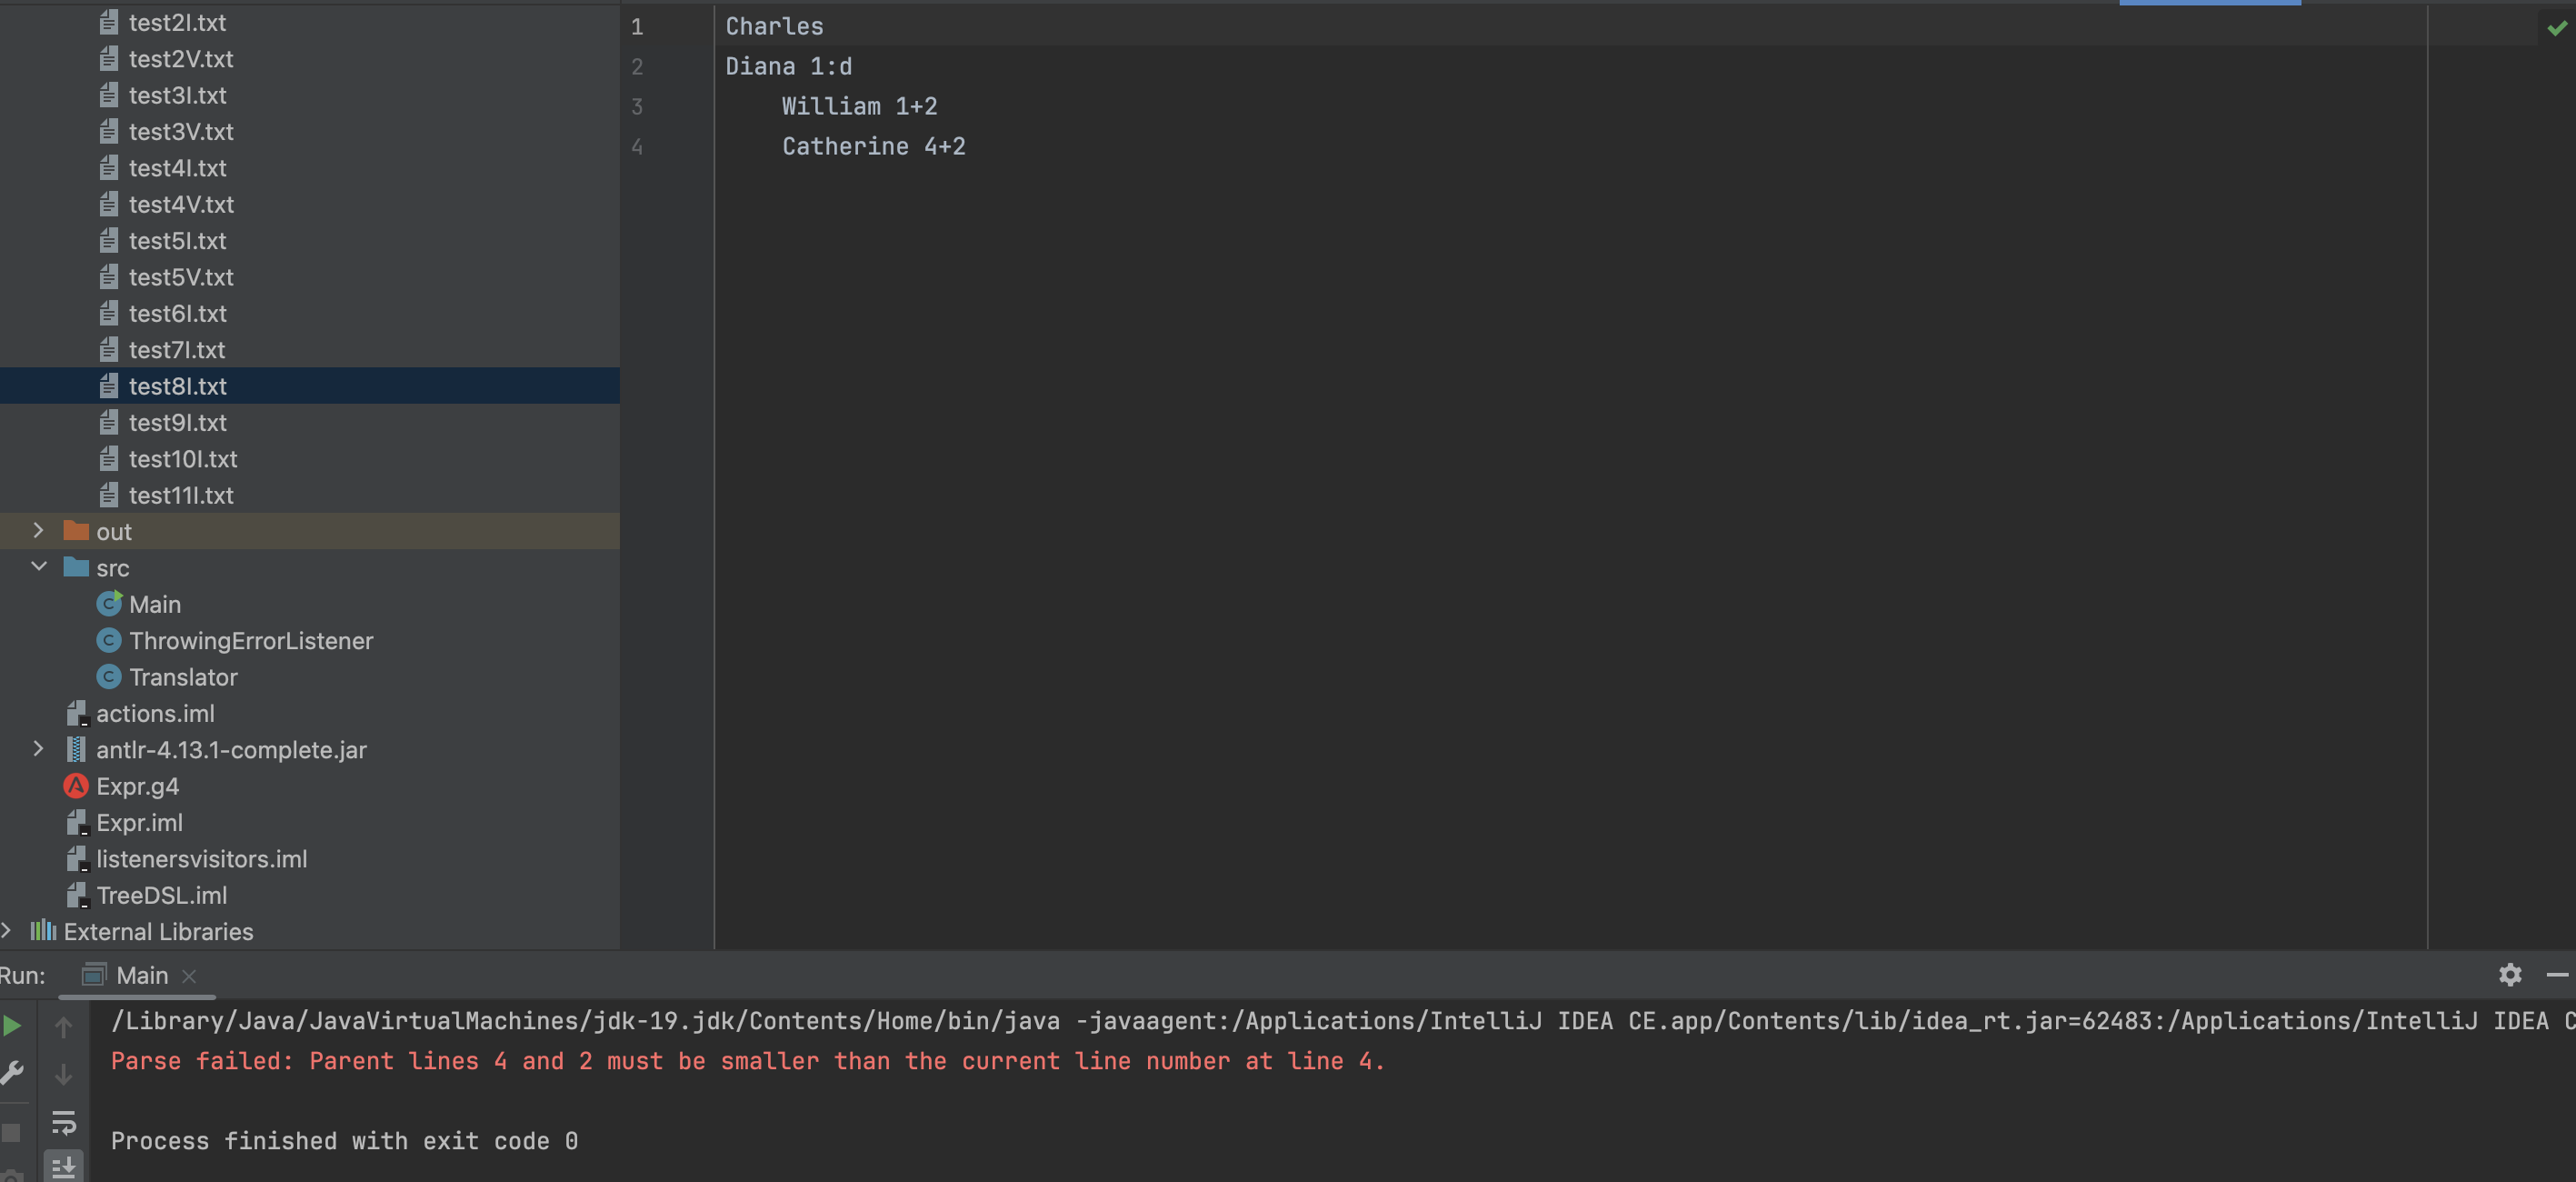 test2I.txt
test2V.txt
test3I.txt
test3V.txt
test4I.txt
test4V.txt
test5I.txt
test5V.txt
test6I.txt
test7I.txt
test8I.txt
test9I.txt
test10I.txt
test11I.txt
out
src
Main
ThrowingErrorListener
Translator
actions.iml
antlr-4.13.1-complete.jar
Expr.g4
Expr.iml
listenersvisitors.iml
TreeDSL.iml
External Libraries
1 Charles
2 Diana 1:d
3 William 1+2
4 Catherine 4+2
Run: Main
/Library/Java/JavaVirtualMachines/jdk-19.jdk/Contents/Home/bin/java -javaagent:/Applications/IntelliJ IDEA CE.app/Contents/lib/idea_rt.jar=62483:/Applications/IntelliJ IDEA C
Parse failed: Parent lines 4 and 2 must be smaller than the current line number at line 4.
Process finished with exit code 0